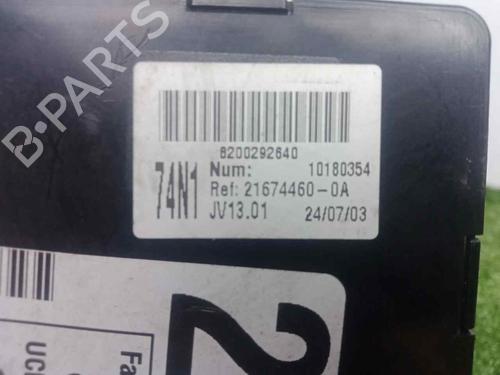 B-PARTS
8200292640
74N1
Num: 10180354
Ref: 21674460-0A
JV13.01 24/07/03
2
Fa
UC